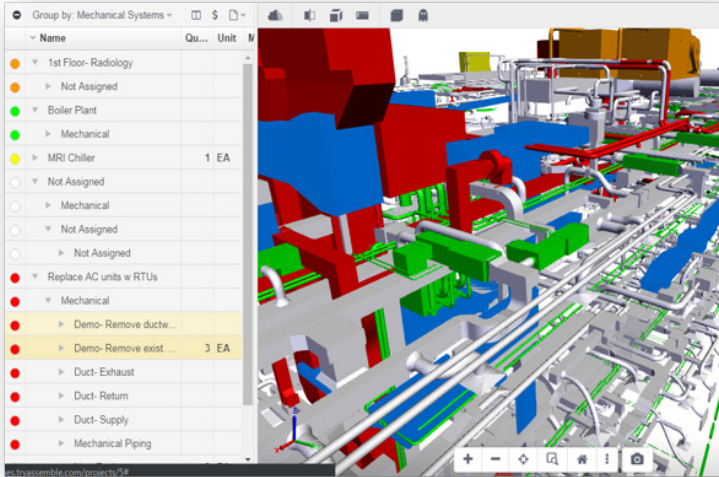 Group by: Mechanical Systems
$
Name Qu... Unit M
1st Floor- Radiology
Not Assigned
Boiler Plant
Mechanical
MRI Chiller 1 EA
Not Assigned
Mechanical
Not Assigned
Not Assigned
Replace AC units w RTUs
Mechanical
Demo- Remove ductw...
Demo- Remove exist. ... 3 EA
Duct- Exhaust
Duct- Return
Duct- Supply
Mechanical Piping
es.tryassemble.com/projects/5#